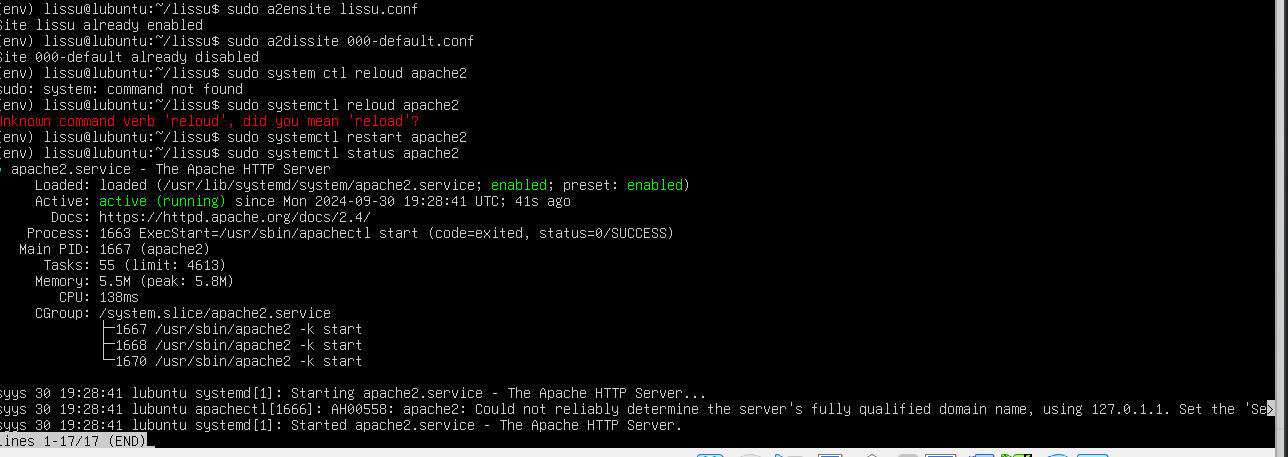 (env) lissu@lubuntu:~/lissu$ sudo a2ensite lissu.conf
Site lissu already enabled
(env) lissu@lubuntu:~/lissu$ sudo a2dissite 000-default.conf
Site 000-default already disabled
(env) lissu@lubuntu:~/lissu$ sudo system ctl reloud apache2
sudo: system: command not found
(env) lissu@lubuntu:~/lissu$ sudo systemctl reloud apache2
Unknown command verb 'reloud', did you mean 'reload'?
(env) lissu@lubuntu:~/lissu$ sudo systemctl restart apache2
(env) lissu@lubuntu:~/lissu$ sudo systemctl status apache2
● apache2.service - The Apache HTTP Server
Loaded: loaded (/usr/lib/systemd/system/apache2.service; enabled; preset: enabled)
Active: active (running) since Mon 2024-09-30 19:28:41 UTC; 41s ago
Docs: https://httpd.apache.org/docs/2.4/
Process: 1663 ExecStart=/usr/sbin/apachectl start (code=exited, status=0/SUCCESS)
Main PID: 1667 (apache2)
Tasks: 55 (limit: 4613)
Memory: 5.5M (peak: 5.8M)
CPU: 138ms
CGroup: /system.slice/apache2.service
├─1667 /usr/sbin/apache2 -k start
├─1668 /usr/sbin/apache2 -k start
└─1670 /usr/sbin/apache2 -k start
syys 30 19:28:41 lubuntu systemd[1]: Starting apache2.service - The Apache HTTP Server...
syys 30 19:28:41 lubuntu apachectl[1666]: AH00558: apache2: Could not reliably determine the server's fully qualified domain name, using 127.0.1.1. Set the 'Se>
syys 30 19:28:41 lubuntu systemd[1]: Started apache2.service - The Apache HTTP Server.
lines 1-17/17 (END)